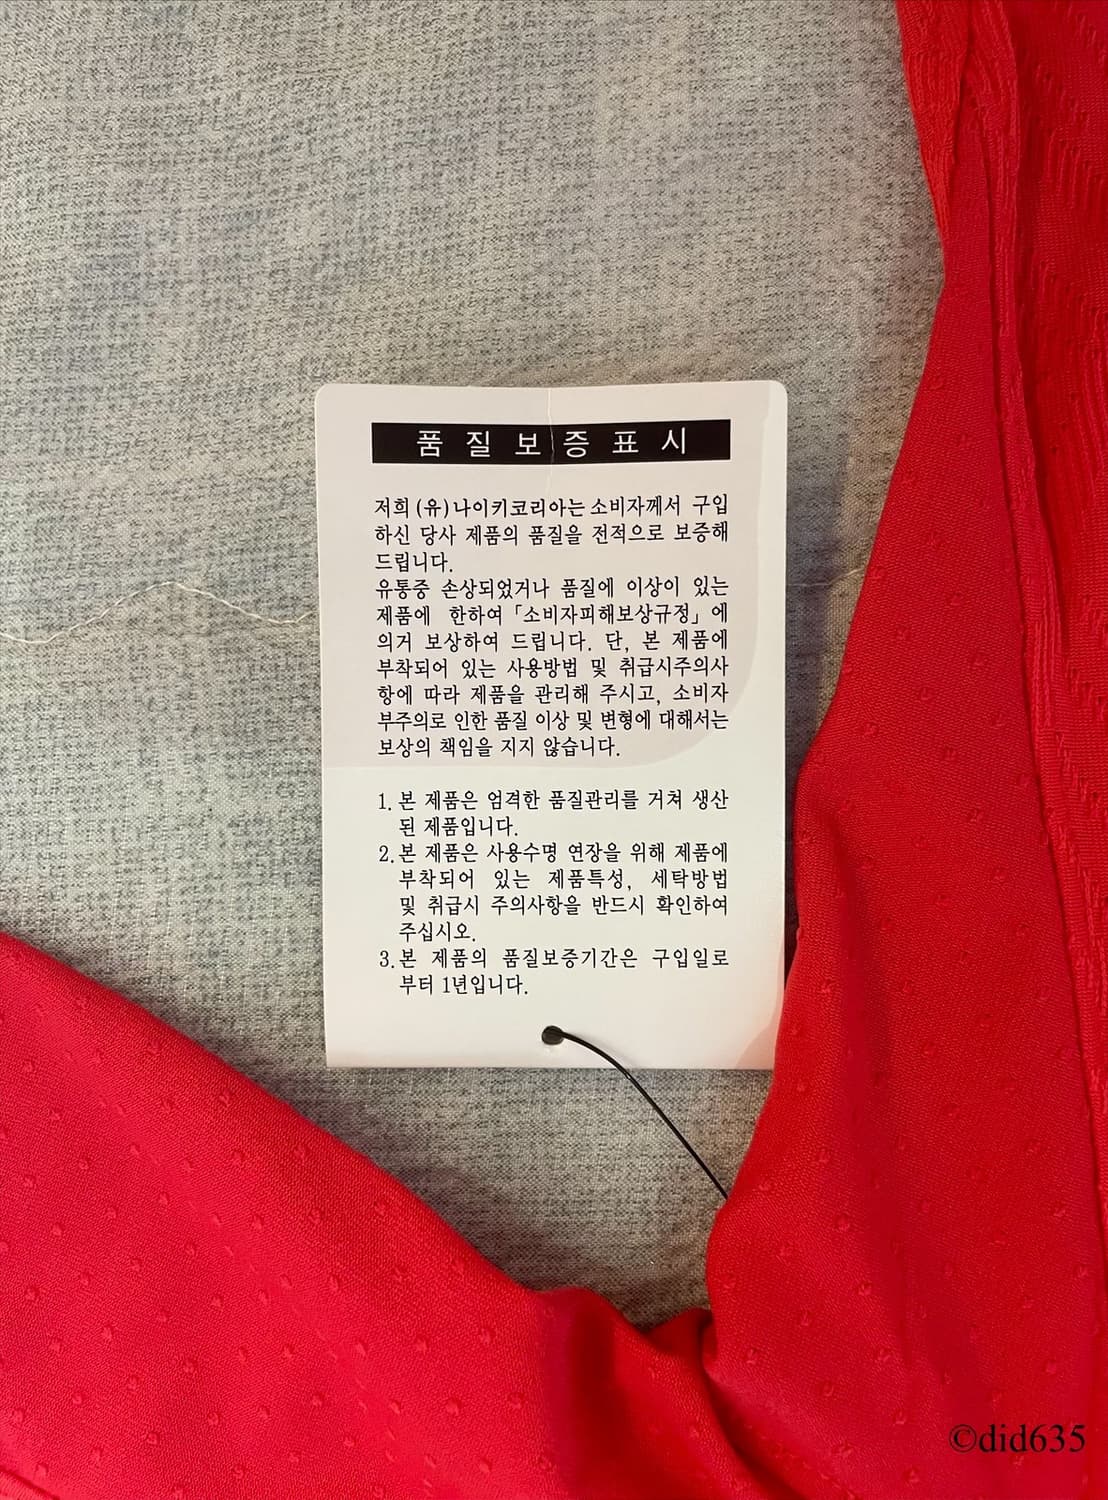 품질보증표시
저희 (유)나이키코리아는 소비자께서 구입
하신 당사 제품의 품질을 전적으로 보증해
드립니다.
유통중 손상되었거나 품질에 이상이 있는
제품에 한하여 「소비자피해보상규정」에
의거 보상하여 드립니다. 단, 본 제품에
부착되어 있는 사용방법 및 취급시주의사
항에 따라 제품을 관리해 주시고, 소비자
부주의로 인한 품질 이상 및 변형에 대해서는
보상의 책임을 지지 않습니다.
1. 본 제품은 엄격한 품질관리를 거쳐 생산
된 제품입니다.
2. 본 제품은 사용수명 연장을 위해 제품에
부착되어 있는 제품특성, 세탁방법
및 취급시 주의사항을 반드시 확인하여
주십시오.
3. 본 제품의 품질보증기간은 구입일로
부터 1년입니다.
©did635